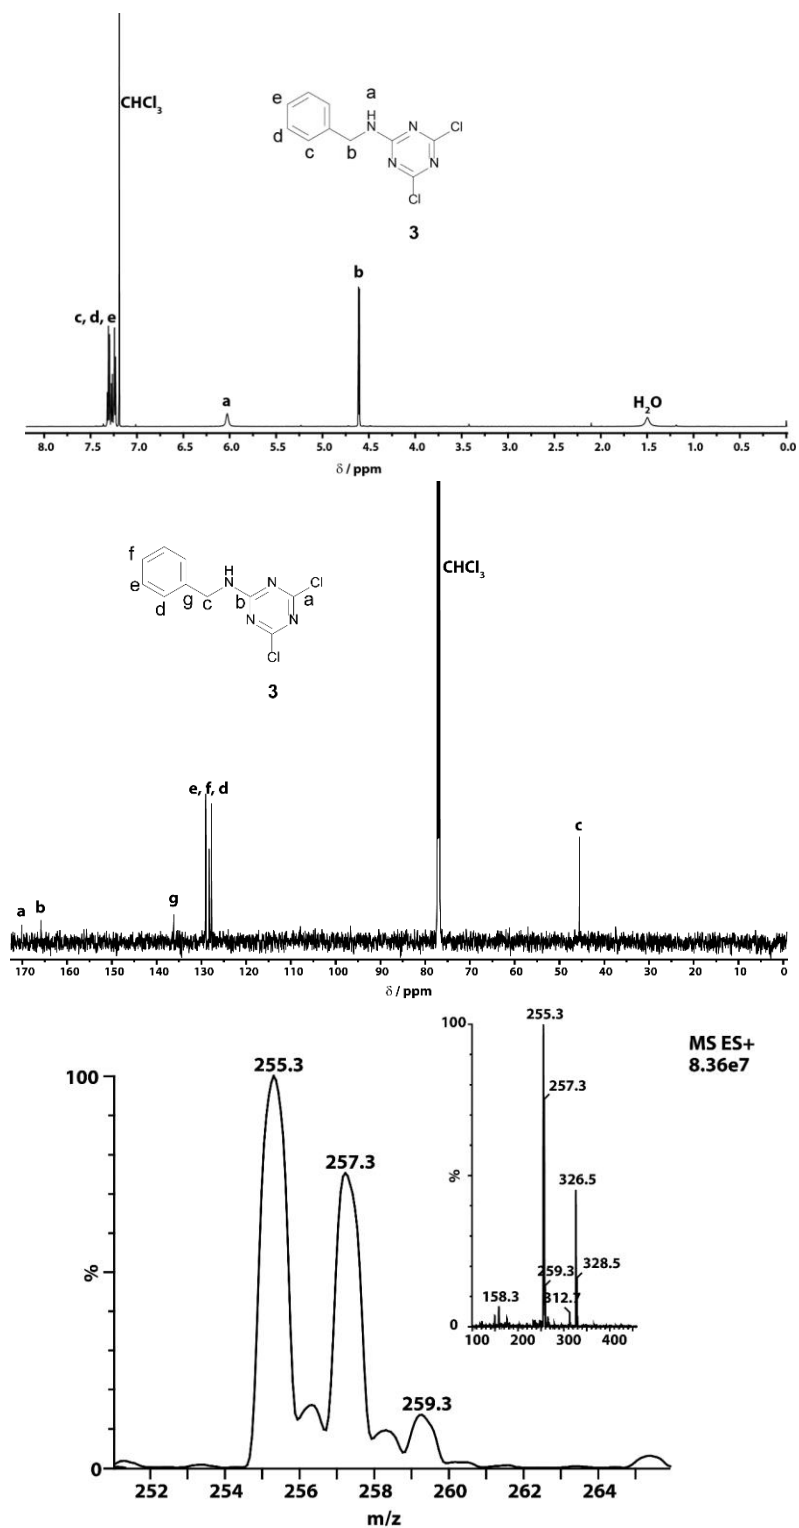 CHCl₃
a
H
N
N
Cl
N
N
Cl
e
d
c
b
3
b
c, d, e
a
H₂O
8.0 7.5 7.0 6.5 6.0 5.5 5.0 4.5 4.0 3.5 3.0 2.5 2.0 1.5 1.0 0.5 0.0
δ / ppm
CHCl₃
f
H
N
N
Cl
e
d
g
c
b
a
N
N
Cl
3
e, f, d
c
g
a b
170 160 150 140 130 120 110 100 90 80 70 60 50 40 30 20 10 0
δ / ppm
MS ES+
8.36e7
100
255.3
257.3
326.5
%
259.3
328.5
158.3
312.7
0
100 200 300 400
100
255.3
257.3
%
259.3
0
252 254 256 258 260 262 264
m/z